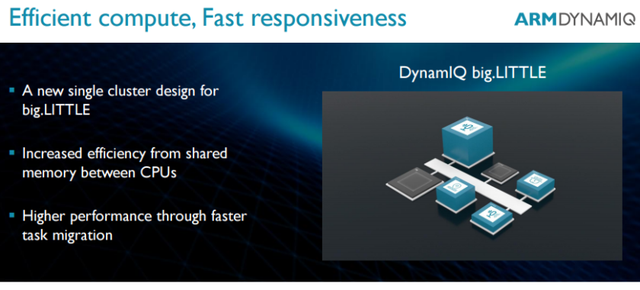 Efficient compute, Fast responsiveness
ARMDYNAMIQ
A new single cluster design for
big.LITTLE
Increased efficiency from shared
memory between CPUs
Higher performance through faster
task migration
DynamIQ big.LITTLE